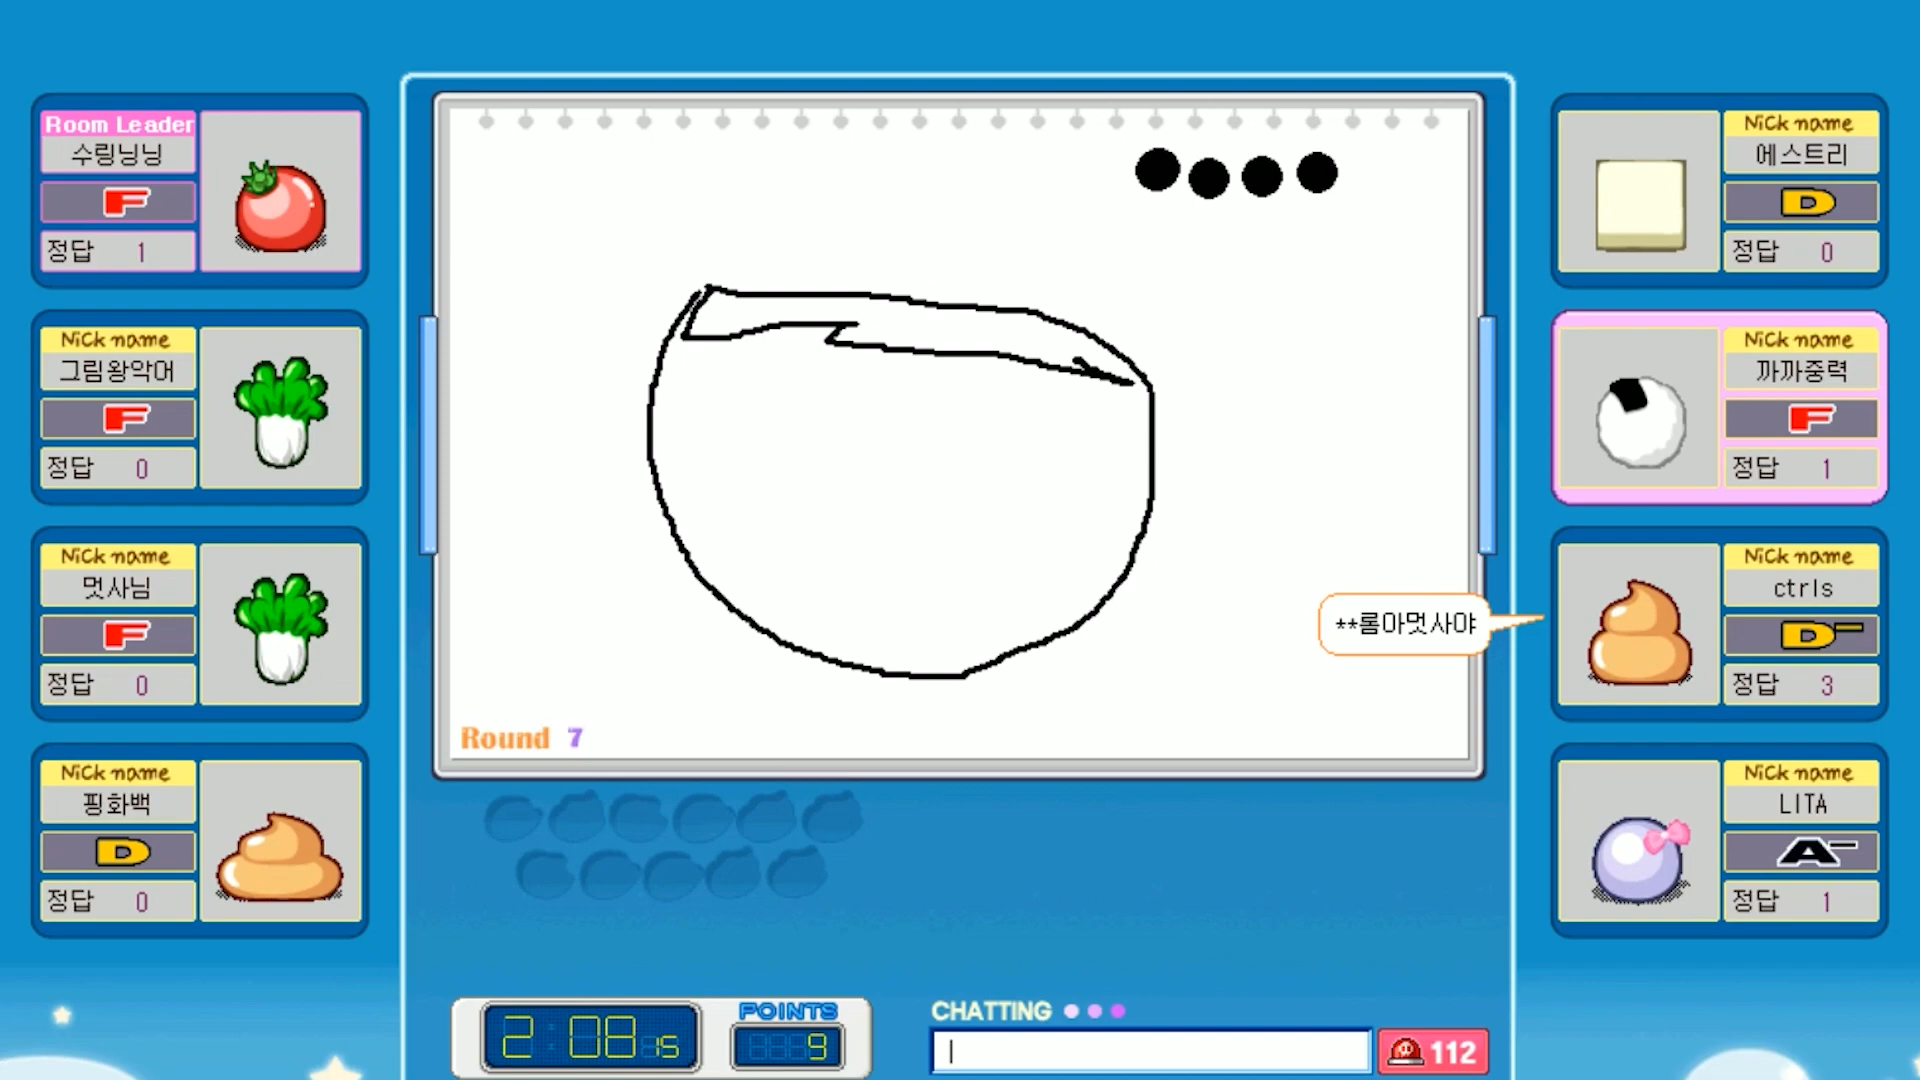 Room Leader
수링닝닝
F
정답 1
Nick name
그림왕악어
F
정답 0
Nick name
멋사님
F
정답 0
Nick name
핑화백
D
정답 0
Round 7
**롬아멋사야
Nick name
에스트리
D
정답 0
Nick name
까까중력
F
정답 1
Nick name
ctrls
D-
정답 3
Nick name
LITA
A-
정답 1
2:08 15
POINTS
9
CHATTING
112